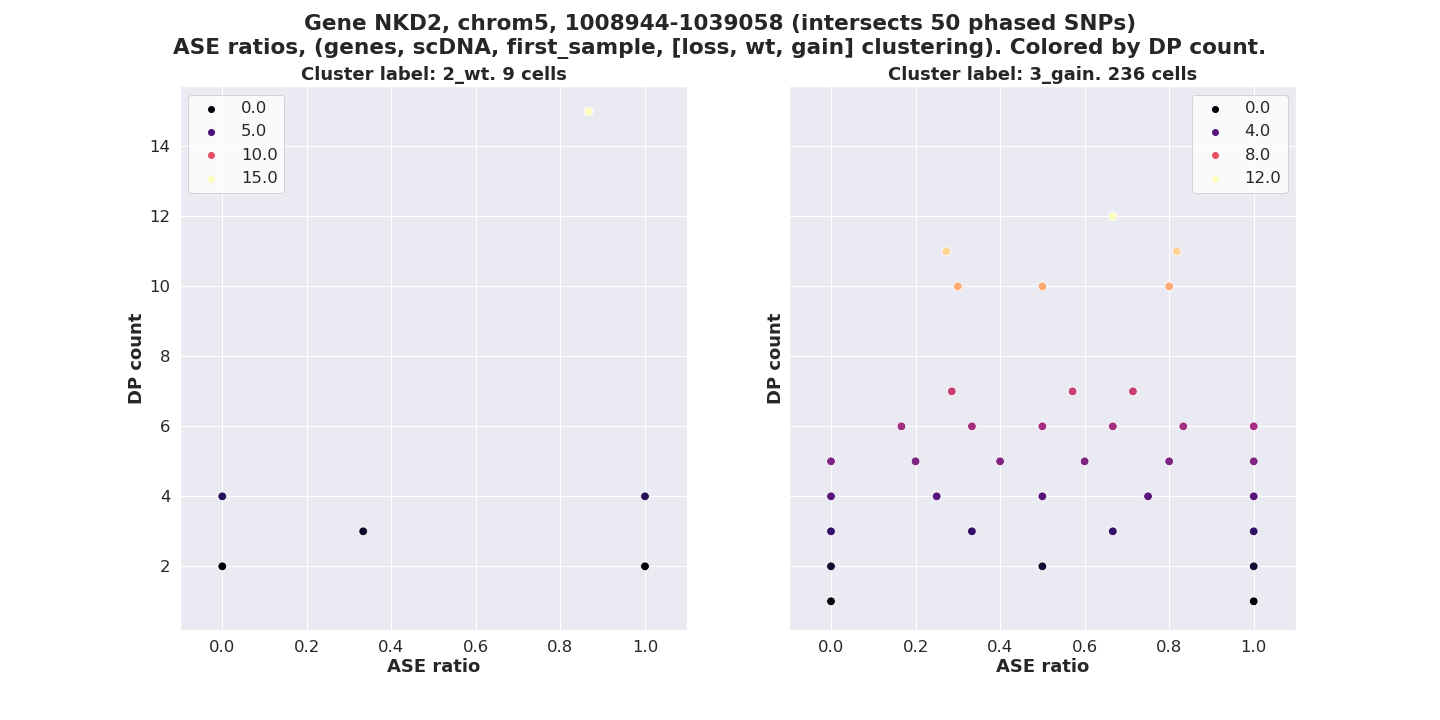 Gene NKD2, chrom5, 1008944-1039058 (intersects 50 phased SNPs)
ASE ratios, (genes, scDNA, first_sample, [loss, wt, gain] clustering). Colored by DP count.
Cluster label: 2_wt. 9 cells
0.0
5.0
10.0
15.0
14
12
10
8
6
4
2
DP count
0.0 0.2 0.4 0.6 0.8 1.0
ASE ratio
Cluster label: 3_gain. 236 cells
0.0
4.0
8.0
12.0
DP count
0.0 0.2 0.4 0.6 0.8 1.0
ASE ratio